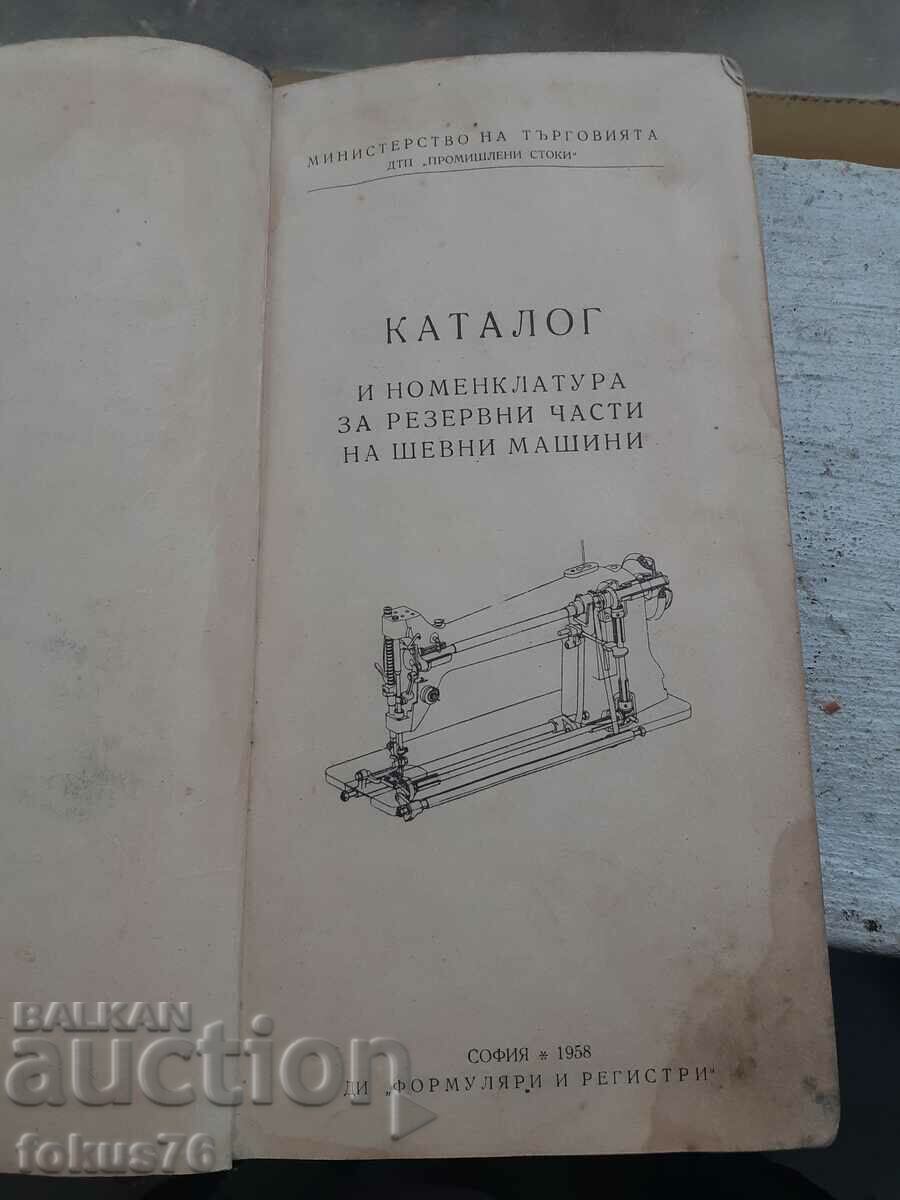 МИНИСТЕРСТВО НА ТЪРГОВИЯТА
ДТП „ПРОМИШЛЕНИ СТОКИ“
КАТАЛОГ
И НОМЕНКЛАТУРА
ЗА РЕЗЕРВНИ ЧАСТИ
НА ШЕВНИ МАШИНИ
СОФИЯ * 1958
ДИ „ФОРМУЛЯРИ И РЕГИСТРИ“
BALKAN
auction
fokus76